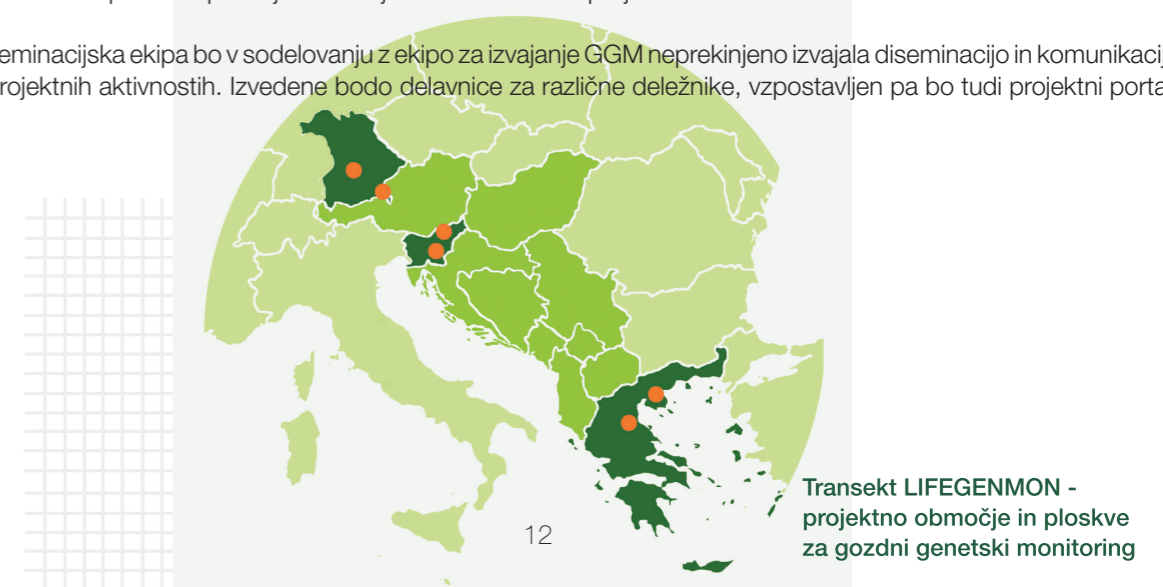 eminacijska ekipa bo v sodelovanju z ekipo za izvajanje GGM neprekinjeno izvajala diseminacijo in komunikacij
rojektnih aktivnostih. Izvedene bodo delavnice za različne deležnike, vzpostavljen pa bo tudi projektni porta
Transekt LIFEGENMON -
projektno območje in ploskve
za gozdni genetski monitoring
12